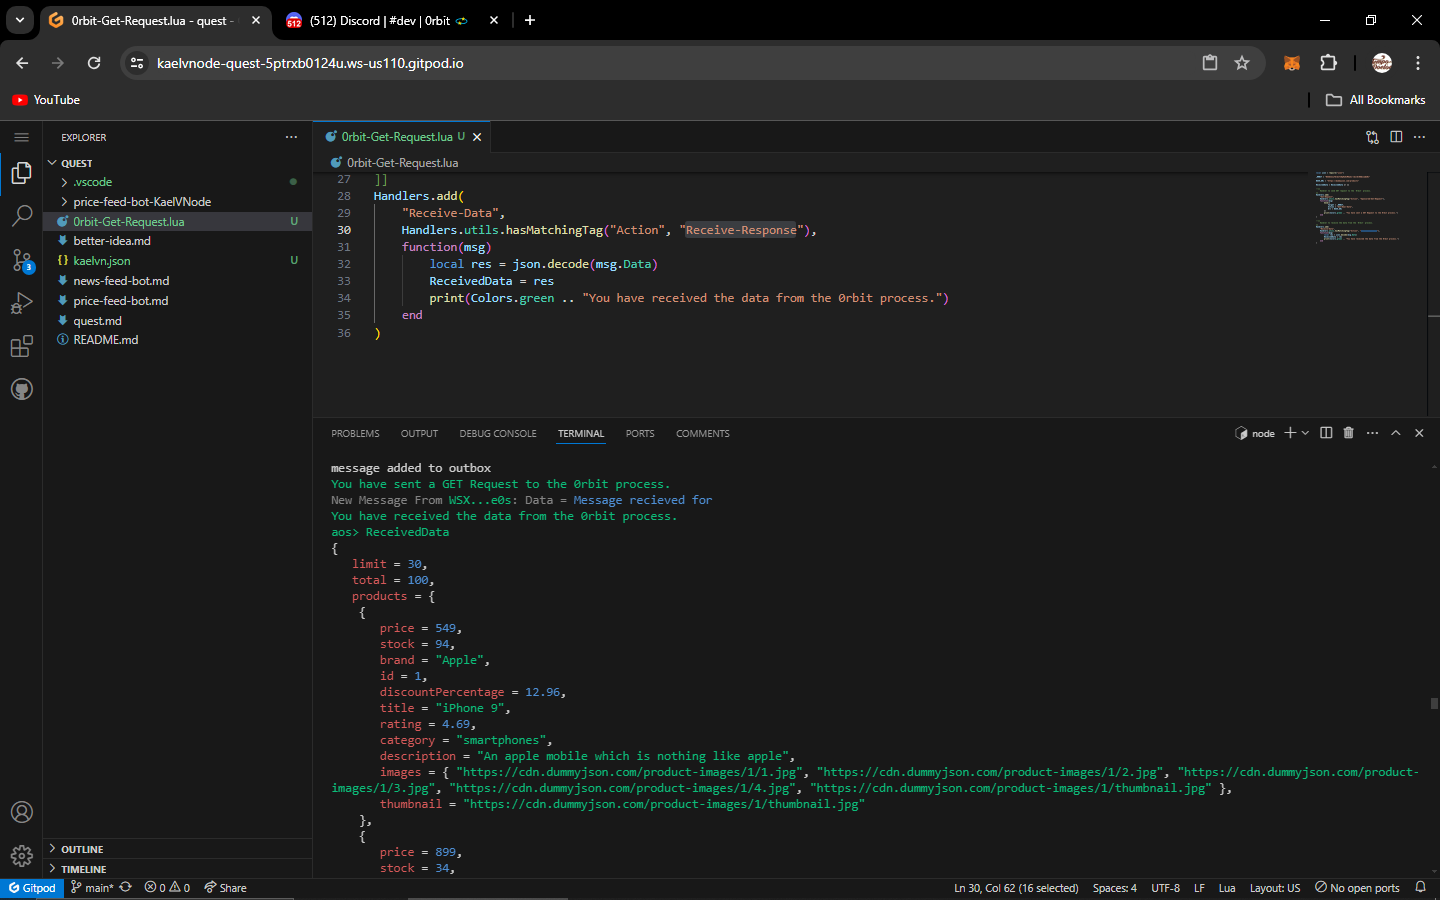 0rbit-Get-Request.lua - quest -
(512) Discord | #dev | 0rbit
kaelvnode-quest-5ptrxb0124u.ws-us110.gitpod.io
YouTube
All Bookmarks
EXPLORER
QUEST
.vscode
price-feed-bot-KaelVNode
0rbit-Get-Request.lua U
better-idea.md
kaelvn.json U
news-feed-bot.md
price-feed-bot.md
quest.md
README.md
OUTLINE
TIMELINE
3
0rbit-Get-Request.lua U
0rbit-Get-Request.lua
27 ]]
28 Handlers.add(
29 "Receive-Data",
30 Handlers.utils.hasMatchingTag("Action", "Receive-Response"),
31 function(msg)
32 local res = json.decode(msg.Data)
33 ReceivedData = res
34 print(Colors.green .. "You have received the data from the 0rbit process.")
35 end
36 )
PROBLEMS OUTPUT DEBUG CONSOLE TERMINAL PORTS COMMENTS
node
message added to outbox
You have sent a GET Request to the 0rbit process.
New Message From WSX...e0s: Data = Message recieved for
You have received the data from the 0rbit process.
aos> ReceivedData
{
limit = 30,
total = 100,
products = {
{
price = 549,
stock = 94,
brand = "Apple",
id = 1,
discountPercentage = 12.96,
title = "iPhone 9",
rating = 4.69,
category = "smartphones",
description = "An apple mobile which is nothing like apple",
images = { "https://cdn.dummyjson.com/product-images/1/1.jpg", "https://cdn.dummyjson.com/product-images/1/2.jpg", "https://cdn.dummyjson.com/product-
images/1/3.jpg", "https://cdn.dummyjson.com/product-images/1/4.jpg", "https://cdn.dummyjson.com/product-images/1/thumbnail.jpg" },
thumbnail = "https://cdn.dummyjson.com/product-images/1/thumbnail.jpg"
},
{
price = 899,
stock = 34,
Gitpod main* 0 0 Share
Ln 30, Col 62 (16 selected) Spaces: 4 UTF-8 LF Lua Layout: US No open ports